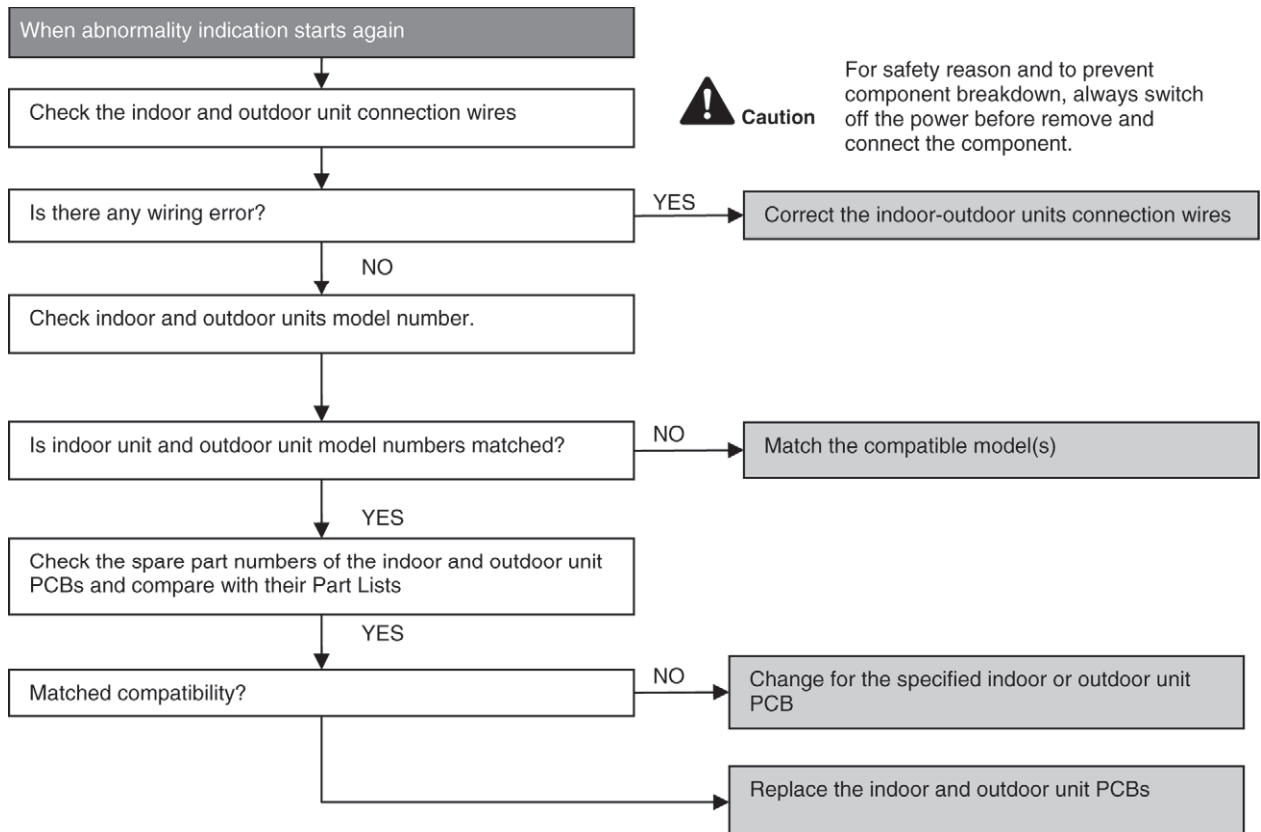 When abnormality indication starts again
Check the indoor and outdoor unit connection wires
Caution
For safety reason and to prevent
component breakdown, always switch
off the power before remove and
connect the component.
Is there any wiring error?
YES
Correct the indoor-outdoor units connection wires
NO
Check indoor and outdoor units model number.
Is indoor unit and outdoor unit model numbers matched?
NO
Match the compatible model(s)
YES
Check the spare part numbers of the indoor and outdoor unit
PCBs and compare with their Part Lists
YES
Matched compatibility?
NO
Change for the specified indoor or outdoor unit
PCB
Replace the indoor and outdoor unit PCBs